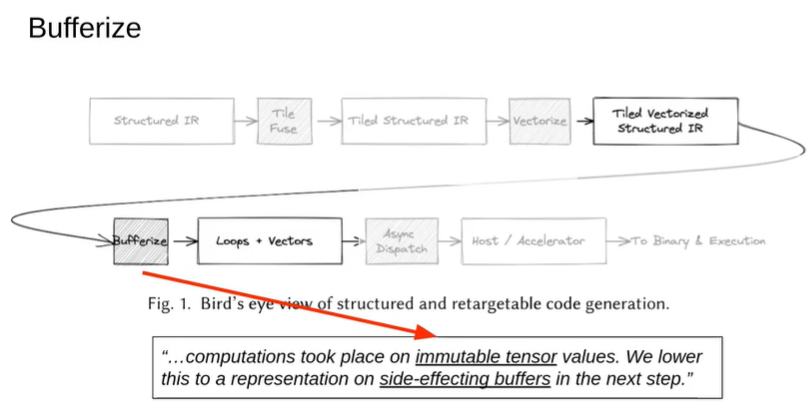 Bufferize
Structured IR
Tile
Fuse
Tiled Structured IR
Vectorize
Tiled Vectorized
Structured IR
Bufferize
Loops + Vectors
Async
Dispatch
Host / Accelerator
To Binary & Execution
Fig. 1. Bird's eye view of structured and retargetable code generation.
“…computations took place on immutable tensor values. We lower
this to a representation on side-effecting buffers in the next step.”